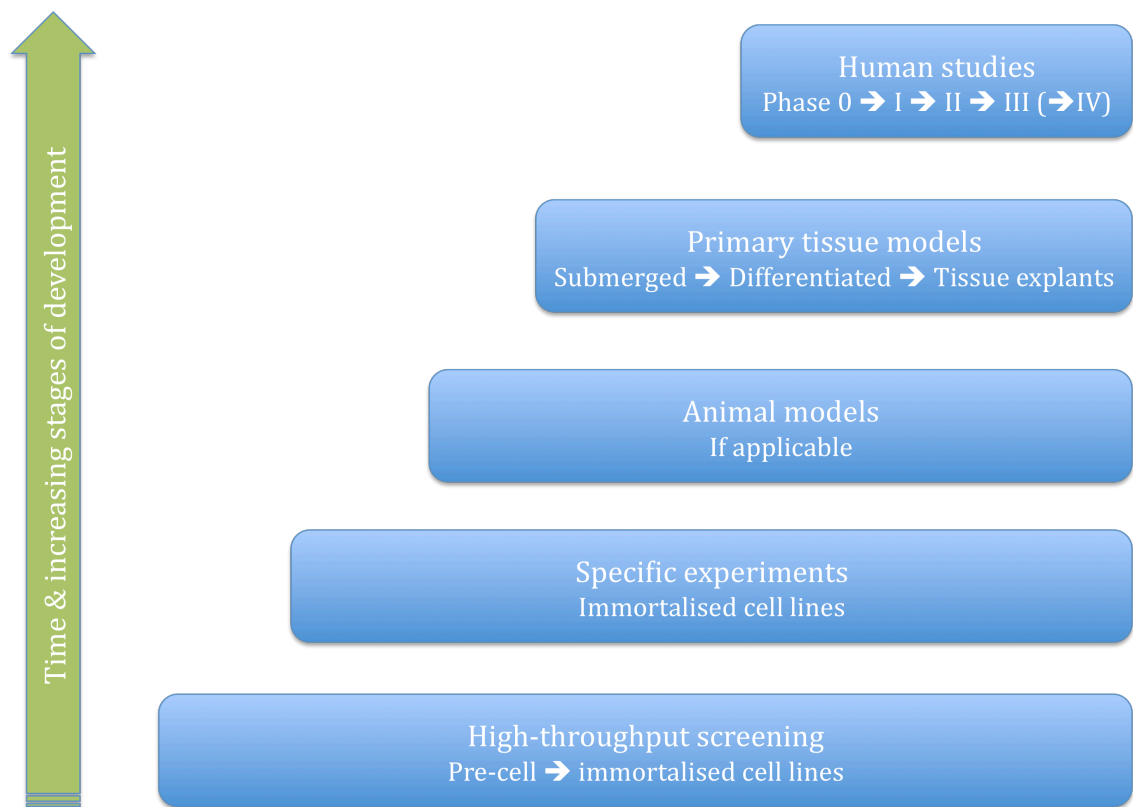 Time & increasing stages of development
Human studies
Phase 0 ➔ I ➔ II ➔ III (➔IV)
Primary tissue models
Submerged ➔ Differentiated ➔ Tissue explants
Animal models
If applicable
Specific experiments
Immortalised cell lines
High-throughput screening
Pre-cell ➔ immortalised cell lines